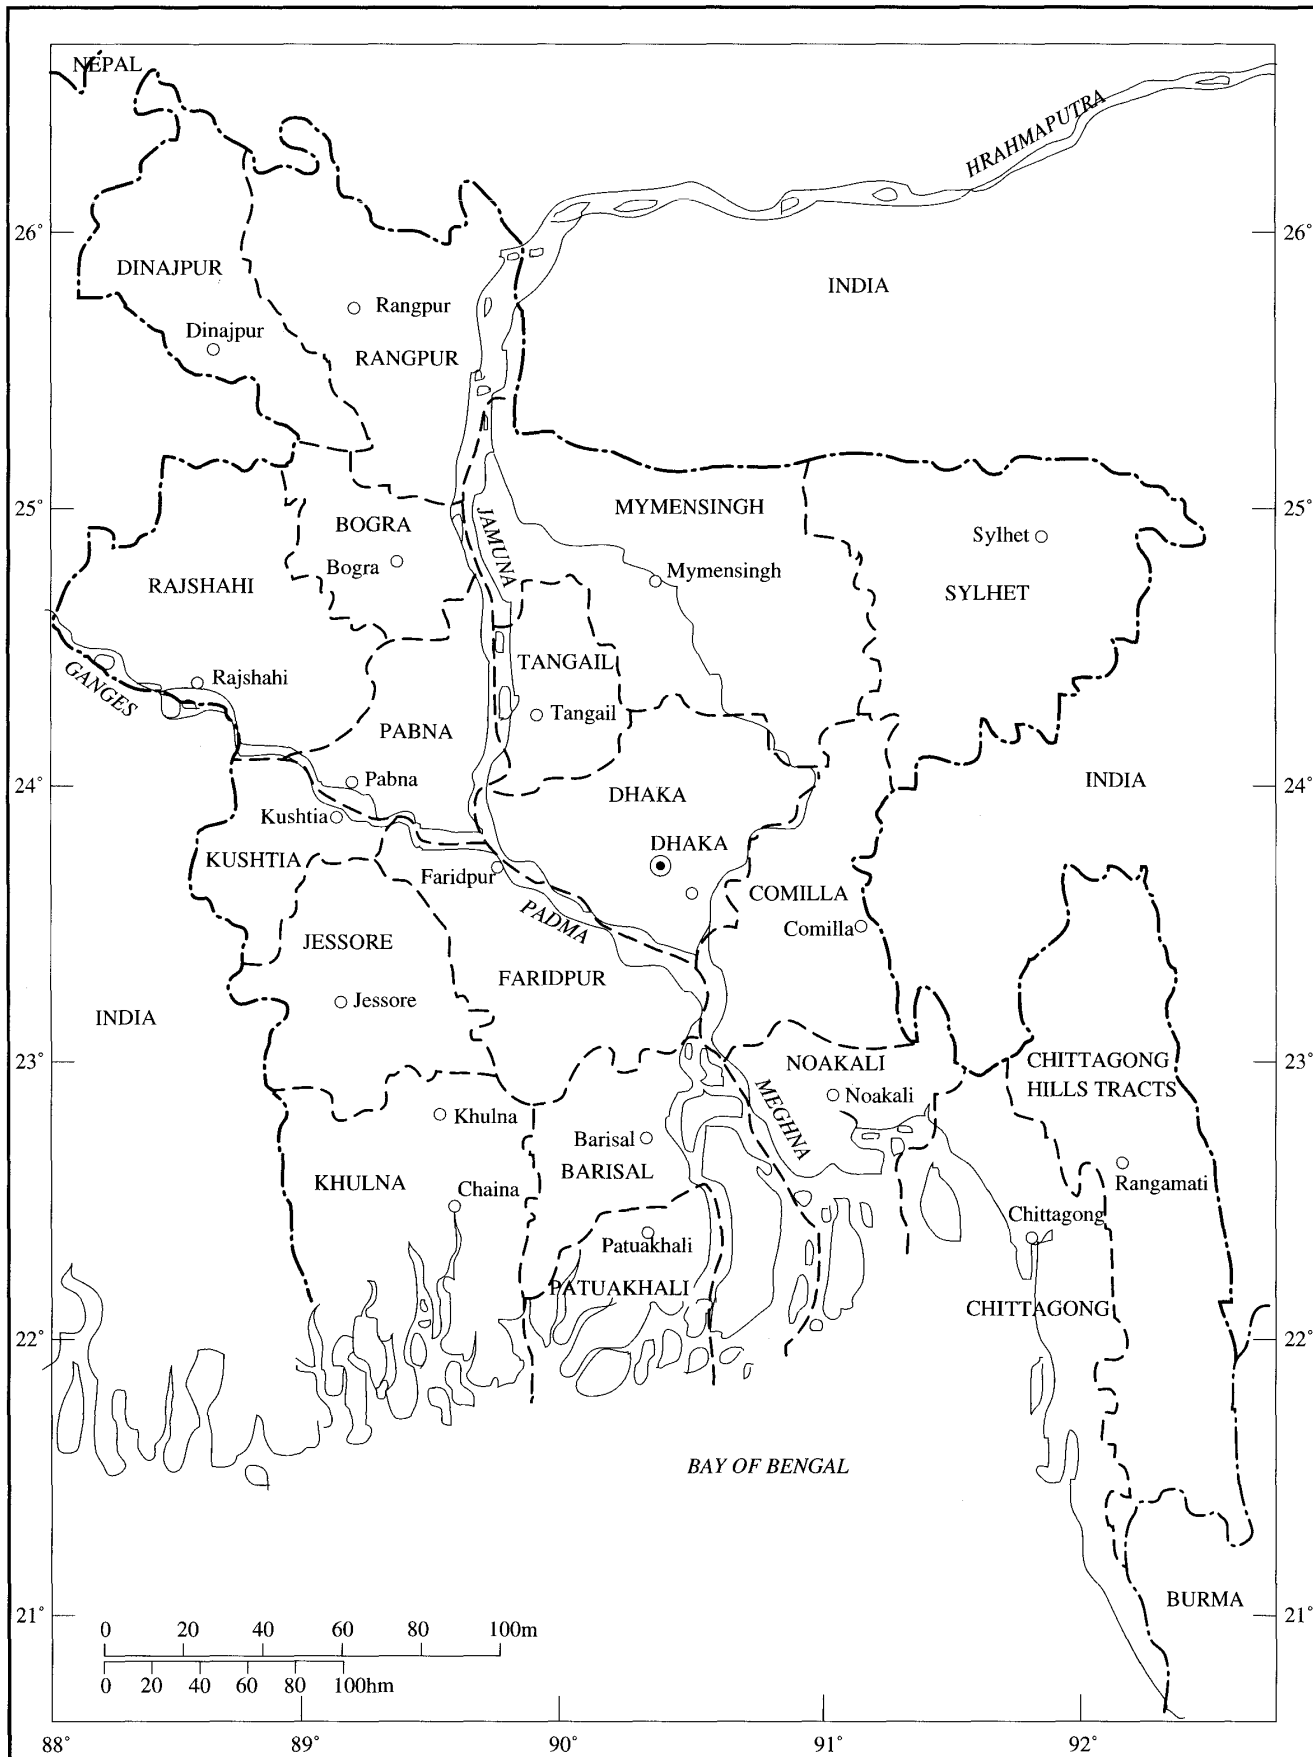 NEPAL
HRAHMAPUTRA
26°
26°
DINAJPUR
INDIA
Rangpur
Dinajpur
RANGPUR
25°
MYMENSINGH
25°
BOGRA
JAMUNA
Sylhet
Bogra
Mymensingh
RAJSHAHI
SYLHET
GANGES
Rajshahi
TANGAIL
Tangail
PABNA
24°
Pabna
DHAKA
INDIA
24°
Kushtia
KUSHTIA
DHAKA
Faridpur
COMILLA
PADMA
Comilla
JESSORE
FARIDPUR
Jessore
INDIA
23°
NOAKALI
CHITTAGONG
HILLS TRACTS
23°
MEGHNA
Noakali
Khulna
Barisal
BARISAL
KHULNA
Chaina
Rangamati
Chittagong
Patuakhali
PATUAKHALI
CHITTAGONG
22°
22°
BAY OF BENGAL
BURMA
21°
21°
0 20 40 60 80 100m
0 20 40 60 80 100hm
88° 89° 90° 91° 92°